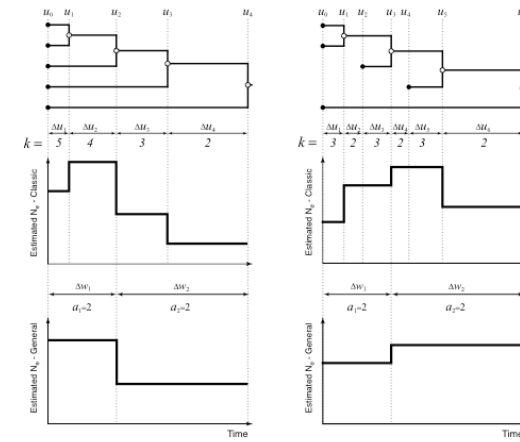 u₀ u₁ u₂ u₃ u₄
Δu₁ Δu₂ Δu₃ Δu₄
k = 5 4 3 2
Estimated Nₑ - Classic
Δw₁ Δw₂
a₁=2 a₂=2
Estimated Nₑ - General
Time
u₀ u₁ u₂ u₃ u₄ u₅
Δu₁ Δu₂ Δu₃ Δu₄ Δu₅ Δu₆
k = 3 2 3 2 3 2
Estimated Nₑ - Classic
Δw₁ Δw₂
a₁=2 a₂=2
Estimated Nₑ - General
Time